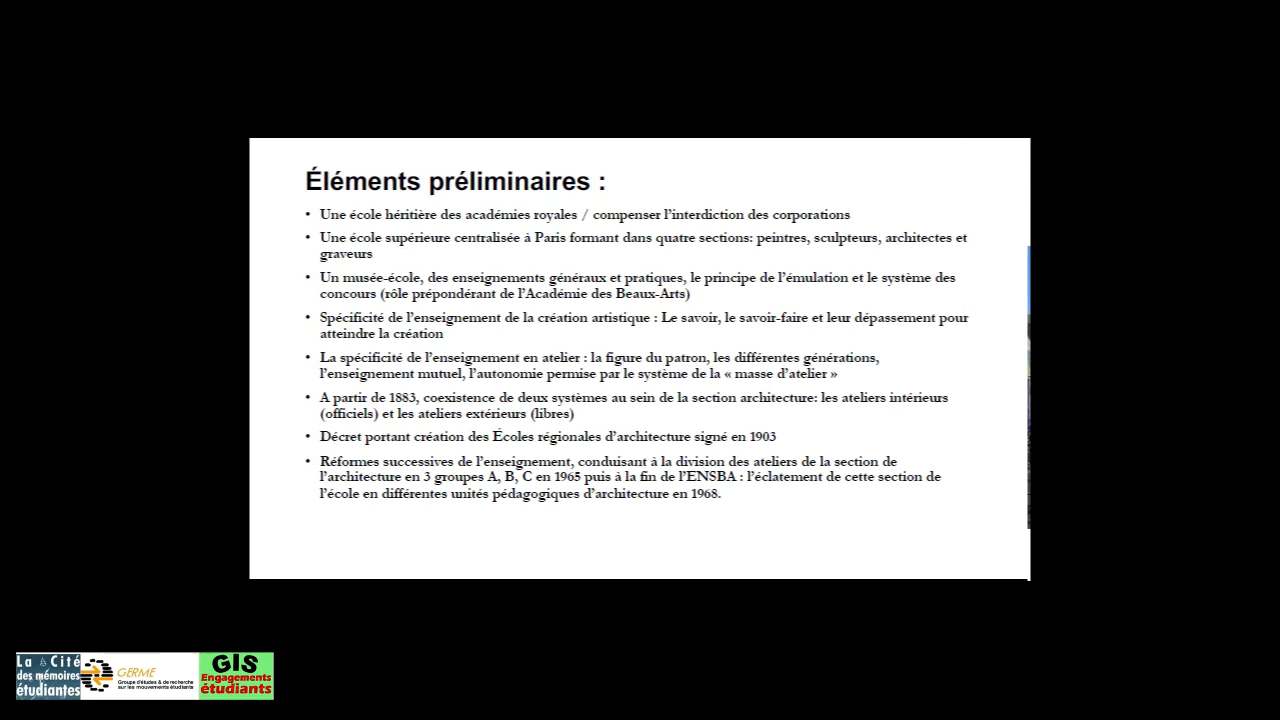 Éléments préliminaires :
• Une école héritière des académies royales / compenser l’interdiction des corporations
• Une école supérieure centralisée à Paris formant dans quatre sections: peintres, sculpteurs, architectes et
graveurs
• Un musée-école, des enseignements généraux et pratiques, le principe de l’émulation et le système des
concours (rôle prépondérant de l’Académie des Beaux-Arts)
• Spécificité de l’enseignement de la création artistique : Le savoir, le savoir-faire et leur dépassement pour
atteindre la création
• La spécificité de l’enseignement en atelier : la figure du patron, les différentes générations,
l’enseignement mutuel, l’autonomie permise par le système de la « masse d’atelier »
• A partir de 1883, coexistence de deux systèmes au sein de la section architecture: les ateliers intérieurs
(officiels) et les ateliers extérieurs (libres)
• Décret portant création des Écoles régionales d’architecture signé en 1903
• Réformes successives de l’enseignement, conduisant à la division des ateliers de la section de
l’architecture en 3 groupes A, B, C en 1965 puis à la fin de l’ENSBA : l’éclatement de cette section de
l’école en différentes unités pédagogiques d’architecture en 1968.
La Cité
des mémoires
étudiantes
GERME
Groupe d'études & de recherche
sur les mouvements étudiants
GIS
Engagements
étudiants